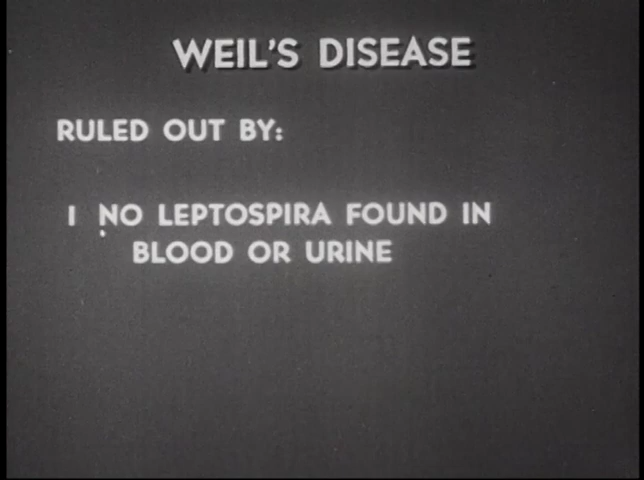 WEIL'S DISEASE
RULED OUT BY:
1 NO LEPTOSPIRA FOUND IN
BLOOD OR URINE